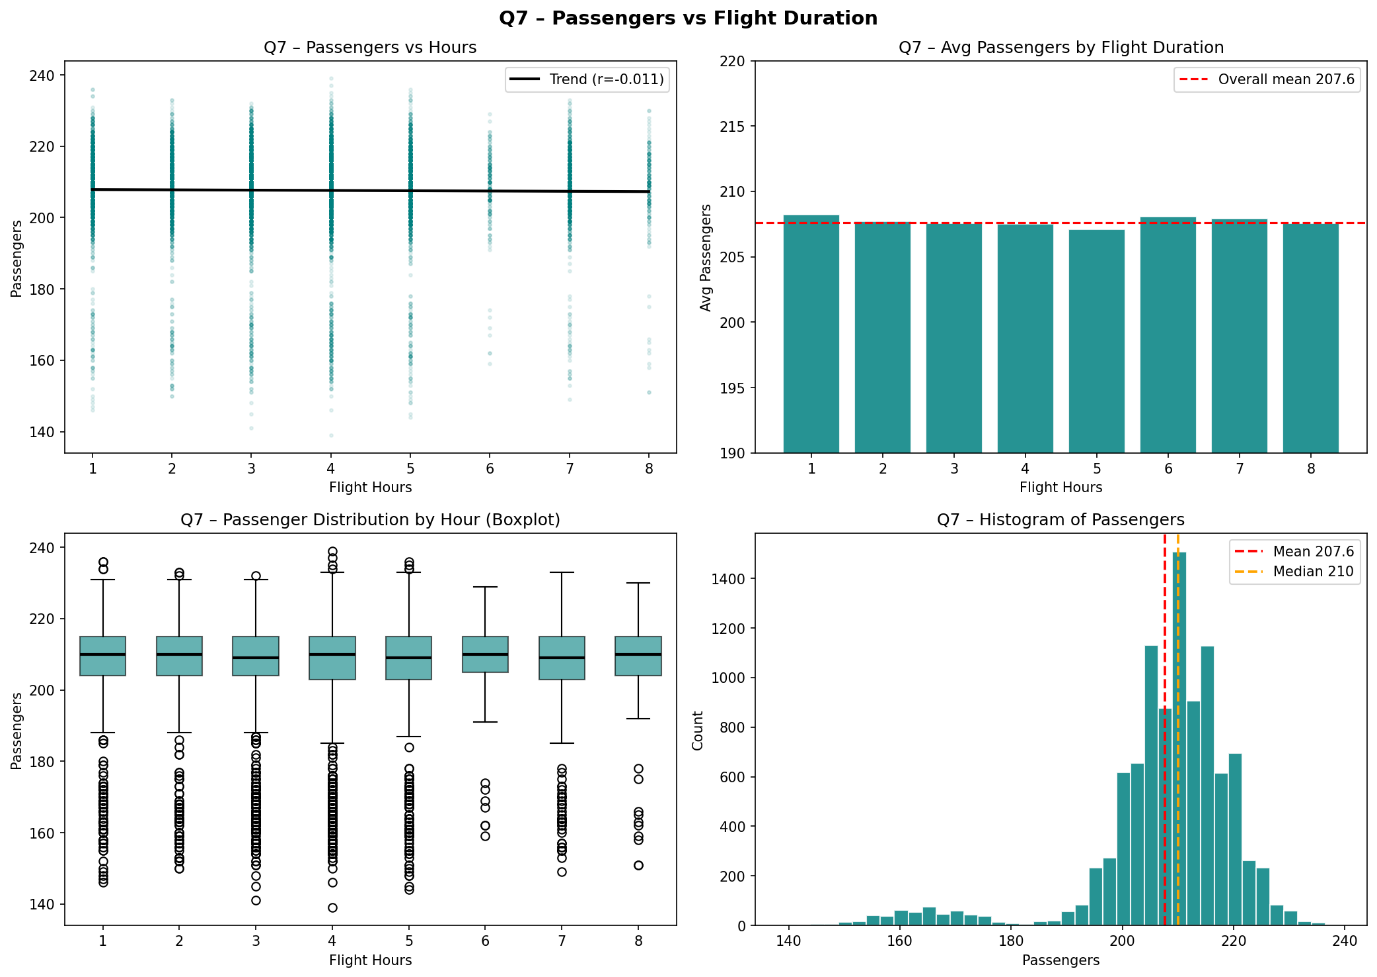 Q7 – Passengers vs Flight Duration
Q7 – Passengers vs Hours
Trend (r=-0.011)
Passengers
240
220
200
180
160
140
1 2 3 4 5 6 7 8
Flight Hours
Q7 – Avg Passengers by Flight Duration
Overall mean 207.6
Avg Passengers
220
215
210
205
200
195
190
1 2 3 4 5 6 7 8
Flight Hours
Q7 – Passenger Distribution by Hour (Boxplot)
Passengers
240
220
200
180
160
140
1 2 3 4 5 6 7 8
Flight Hours
Q7 – Histogram of Passengers
Mean 207.6
Median 210
Count
1400
1200
1000
800
600
400
200
0
140 160 180 200 220 240
Passengers